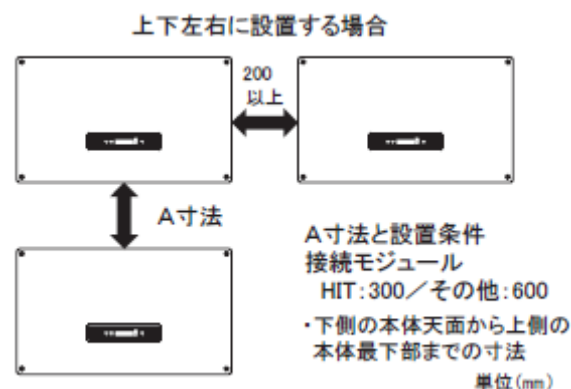 上下左右に設置する場合
200
以上
A寸法
A寸法と設置条件
接続モジュール
HIT:300/その他:600
・下側の本体天面から上側の
本体最下部までの寸法
単位(mm)